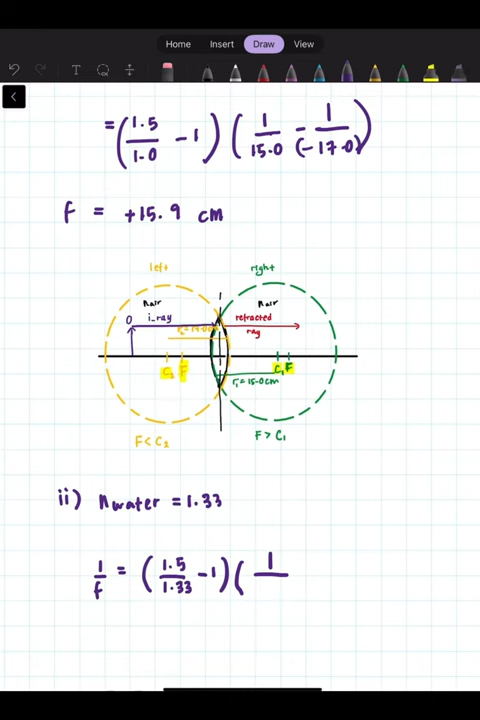 Home Insert Draw View
= (1.5/1.0 - 1) (1/15.0 - 1/(-17.0))
F = +15.9 cm
left right
nair nair
O i_ray refracted
ray
C2 F C1 F
r1 = 15.0cm
F < C2 F > C1
ii) nwater = 1.33
1/f = (1.5/1.33 - 1)(1/